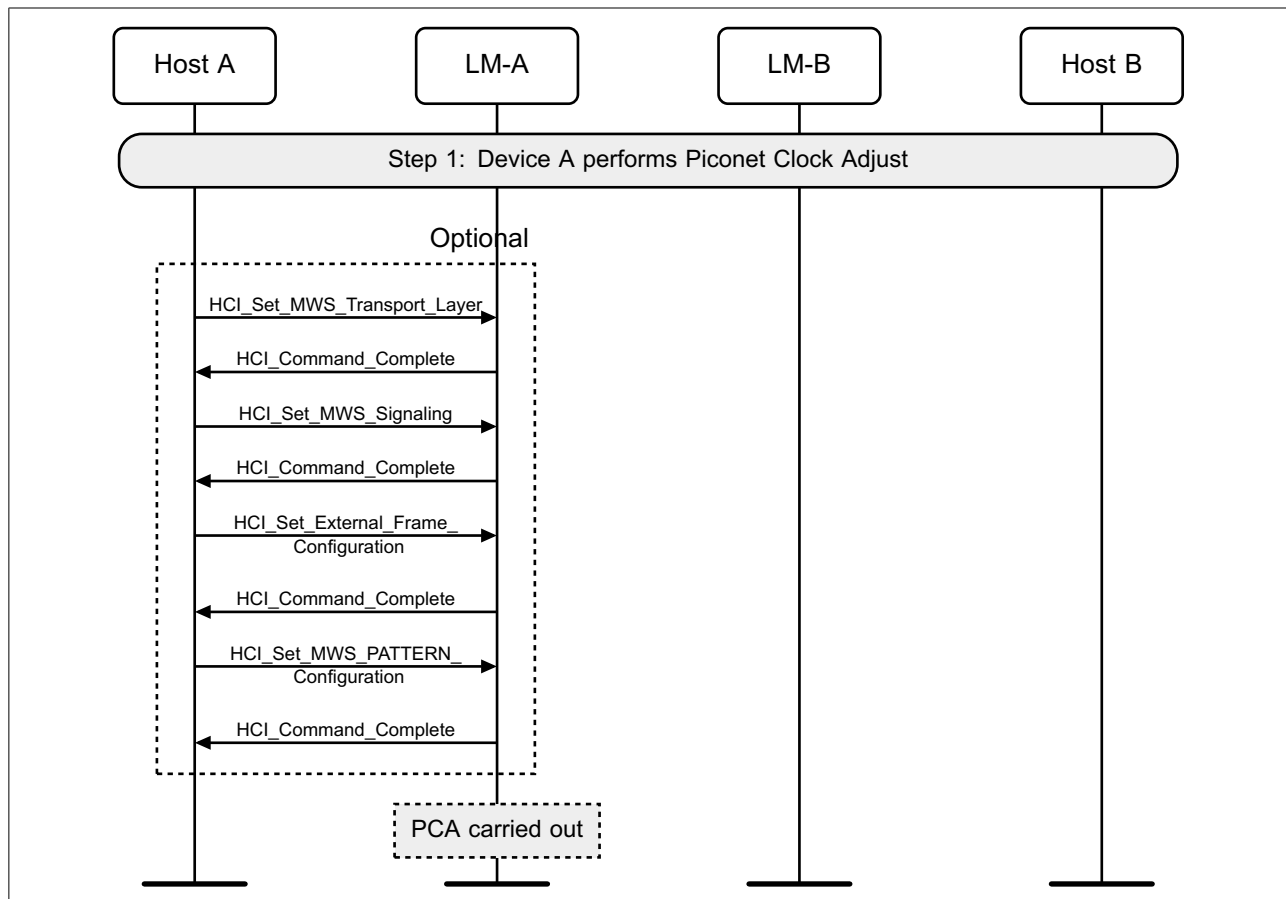 Host A
LM-A
LM-B
Host B
Step 1: Device A performs Piconet Clock Adjust
Optional
HCI_Set_MWS_Transport_Layer
HCI_Command_Complete
HCI_Set_MWS_Signaling
HCI_Command_Complete
HCI_Set_External_Frame_
Configuration
HCI_Command_Complete
HCI_Set_MWS_PATTERN_
Configuration
HCI_Command_Complete
PCA carried out